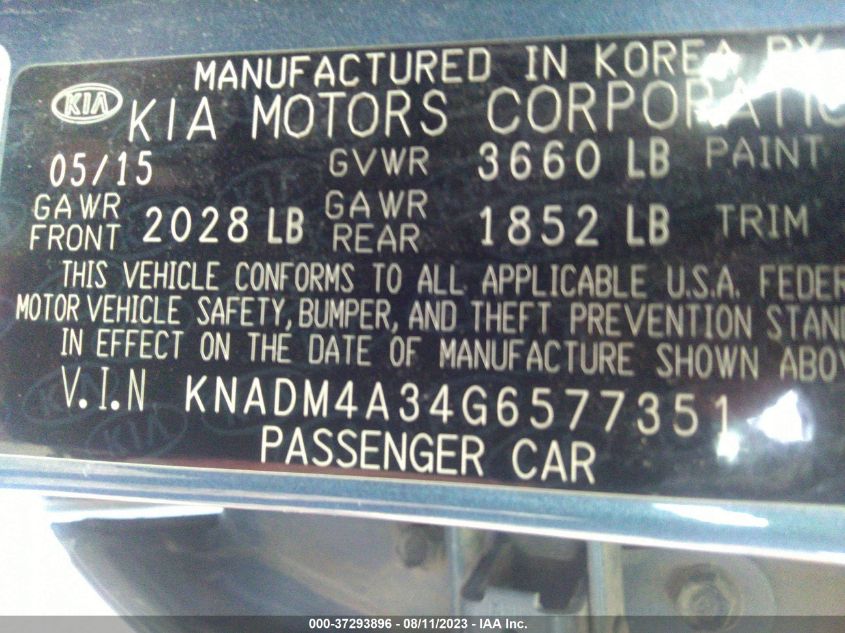 MANUFACTURED IN KOREA BY
KIA KIA MOTORS CORPORATIO
05/15 GVWR 3660 LB PAINT
GAWR FRONT 2028 LB GAWR REAR 1852 LB TRIM
THIS VEHICLE CONFORMS TO ALL APPLICABLE U.S.A. FEDER
MOTOR VEHICLE SAFETY, BUMPER, AND THEFT PREVENTION STAN
IN EFFECT ON THE DATE OF MANUFACTURE SHOWN ABOV
V.I.N KNADM4A34G6577351
PASSENGER CAR
000-37293896 - 08/11/2023 - IAA Inc.